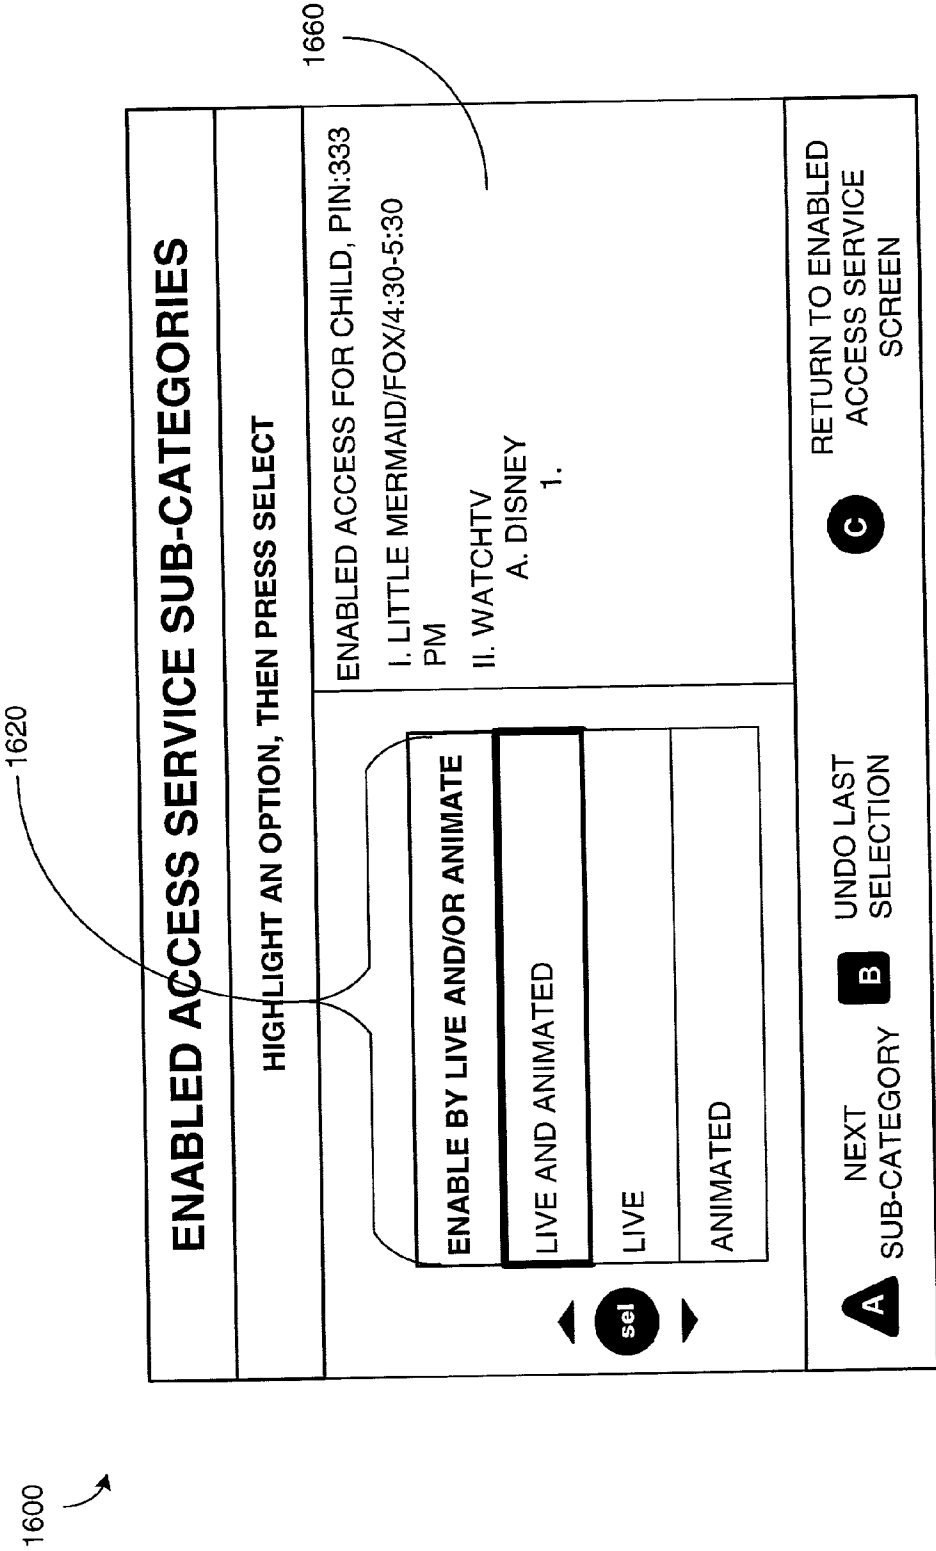 1600
1620
1660
ENABLED ACCESS SERVICE SUB-CATEGORIES
HIGHLIGHT AN OPTION, THEN PRESS SELECT
ENABLE BY LIVE AND/OR ANIMATE
LIVE AND ANIMATED
LIVE
ANIMATED
sel
ENABLED ACCESS FOR CHILD, PIN:333
I. LITTLE MERMAID/FOX/4:30-5:30
PM
II. WATCHTV
A. DISNEY
1.
A
NEXT
SUB-CATEGORY
B
UNDO LAST
SELECTION
C
RETURN TO ENABLED
ACCESS SERVICE
SCREEN